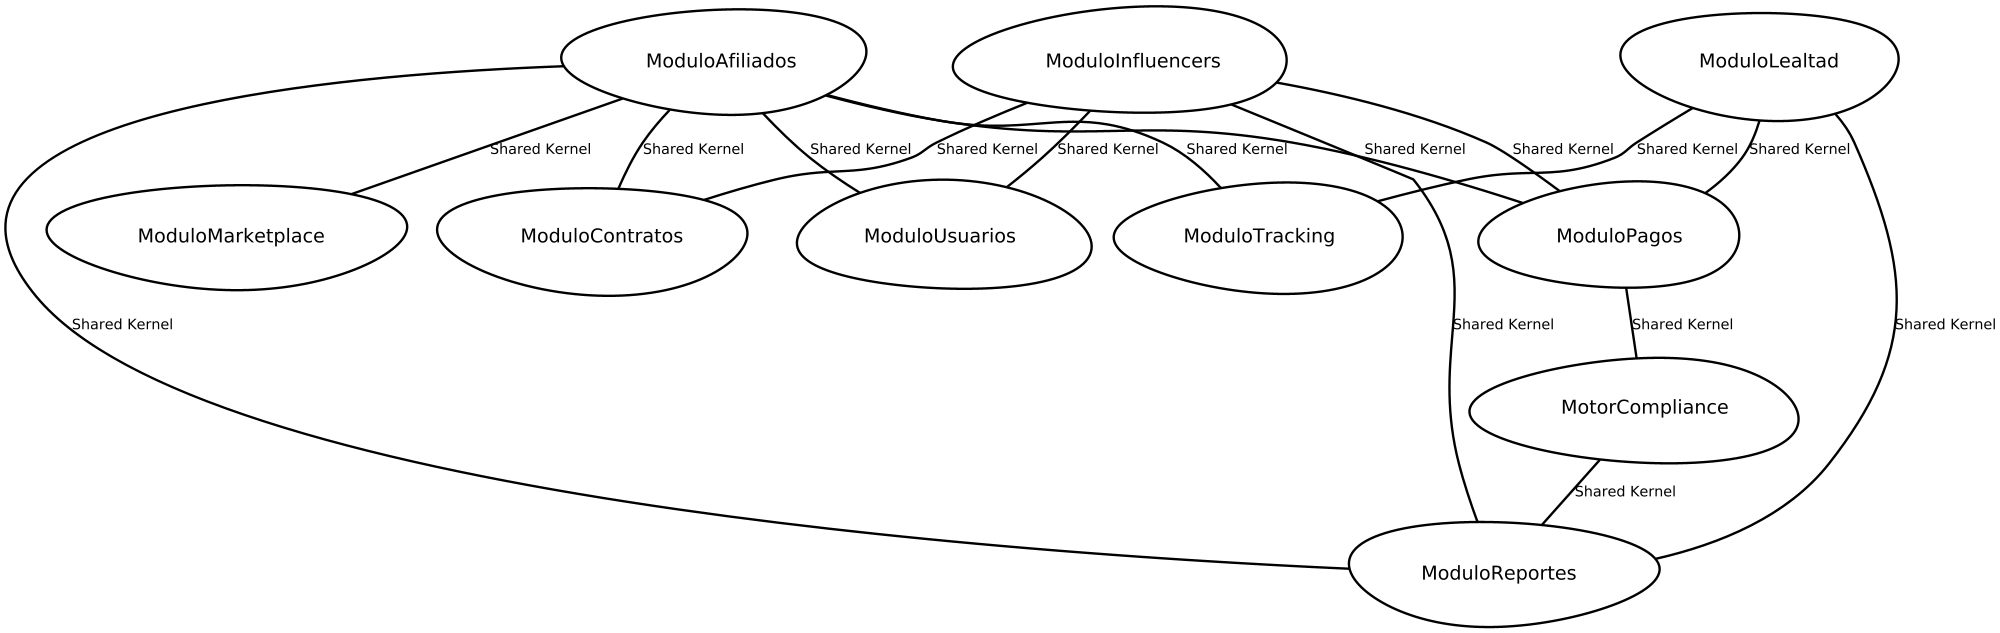 ModuloAfiliados
ModuloInfluencers
ModuloLealtad
Shared Kernel
Shared Kernel
Shared Kernel
Shared Kernel
Shared Kernel
Shared Kernel
Shared Kernel
Shared Kernel
Shared Kernel
Shared Kernel
ModuloMarketplace
ModuloContratos
ModuloUsuarios
ModuloTracking
ModuloPagos
Shared Kernel
Shared Kernel
Shared Kernel
Shared Kernel
MotorCompliance
Shared Kernel
ModuloReportes